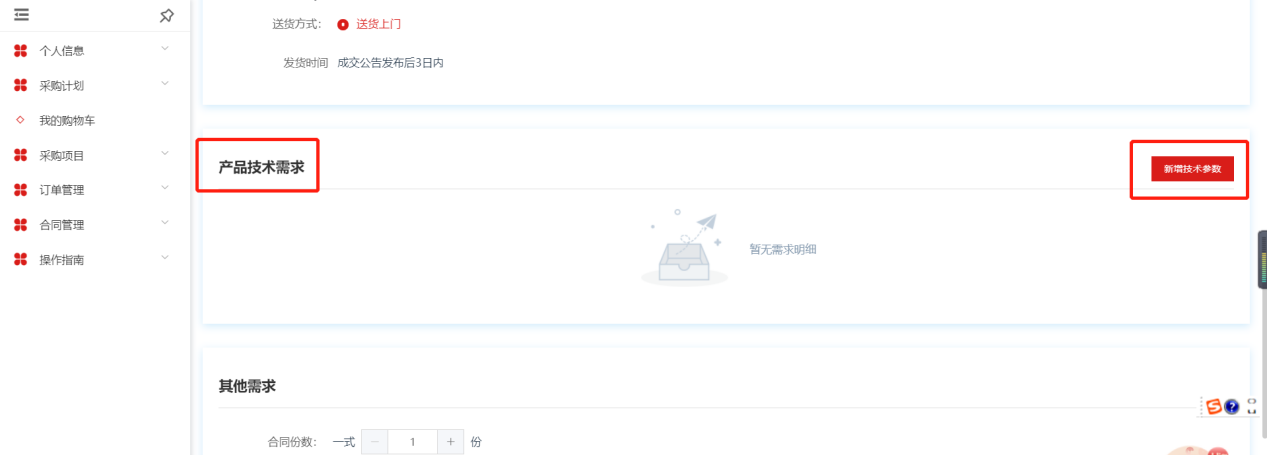 送货方式： 送货上门
个人信息
发货时间 成交公告发布后3日内
采购计划
我的购物车
采购项目
产品技术需求 新增技术参数
订单管理
合同管理
暂无需求明细
操作指南
其他需求
合同份数： 一式 − 1 + 份